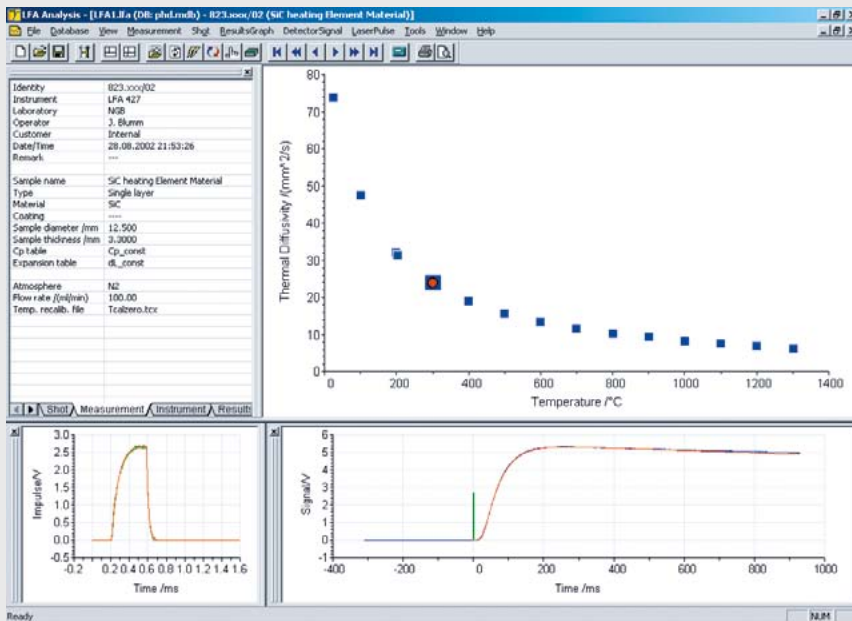 LFA Analysis - [LFA1.lfa (DB: phd.mdb) - 823.xxx/02 (SiC heating Element Material)]
File Database View Measurement Shot ResultsGraph DetectorSignal LaserPulse Tools Window Help
Identity 823.xxx/02
Instrument LFA 427
Laboratory NGB
Operator J. Blumm
Customer Internal
Date/Time 28.08.2002 21:53:26
Remark ---
Sample name SiC heating Element Material
Type Single layer
Material SiC
Coating ----
Sample diameter /mm 12.500
Sample thickness /mm 3.3000
Cp table Cp_const
Expansion table dL_const
Atmosphere N2
Flow rate /(ml/min) 100.00
Temp. recalib. file Tcalzero.tcx
Shot Measurement Instrument Results
80
70
60
50
40
30
20
10
0
Thermal Diffusivity /(mm^2/s)
0 200 400 600 800 1000 1200 1400
Temperature /°C
3.0
2.5
2.0
1.5
1.0
0.5
0.0
-0.5
Impulse/V
-0.2 0.2 0.4 0.6 0.8 1.0 1.2 1.4 1.6
Time /ms
6
5
4
3
2
1
0
-1
Signal/V
-400 -200 0 200 400 600 800 1000
Time /ms
Ready NUM